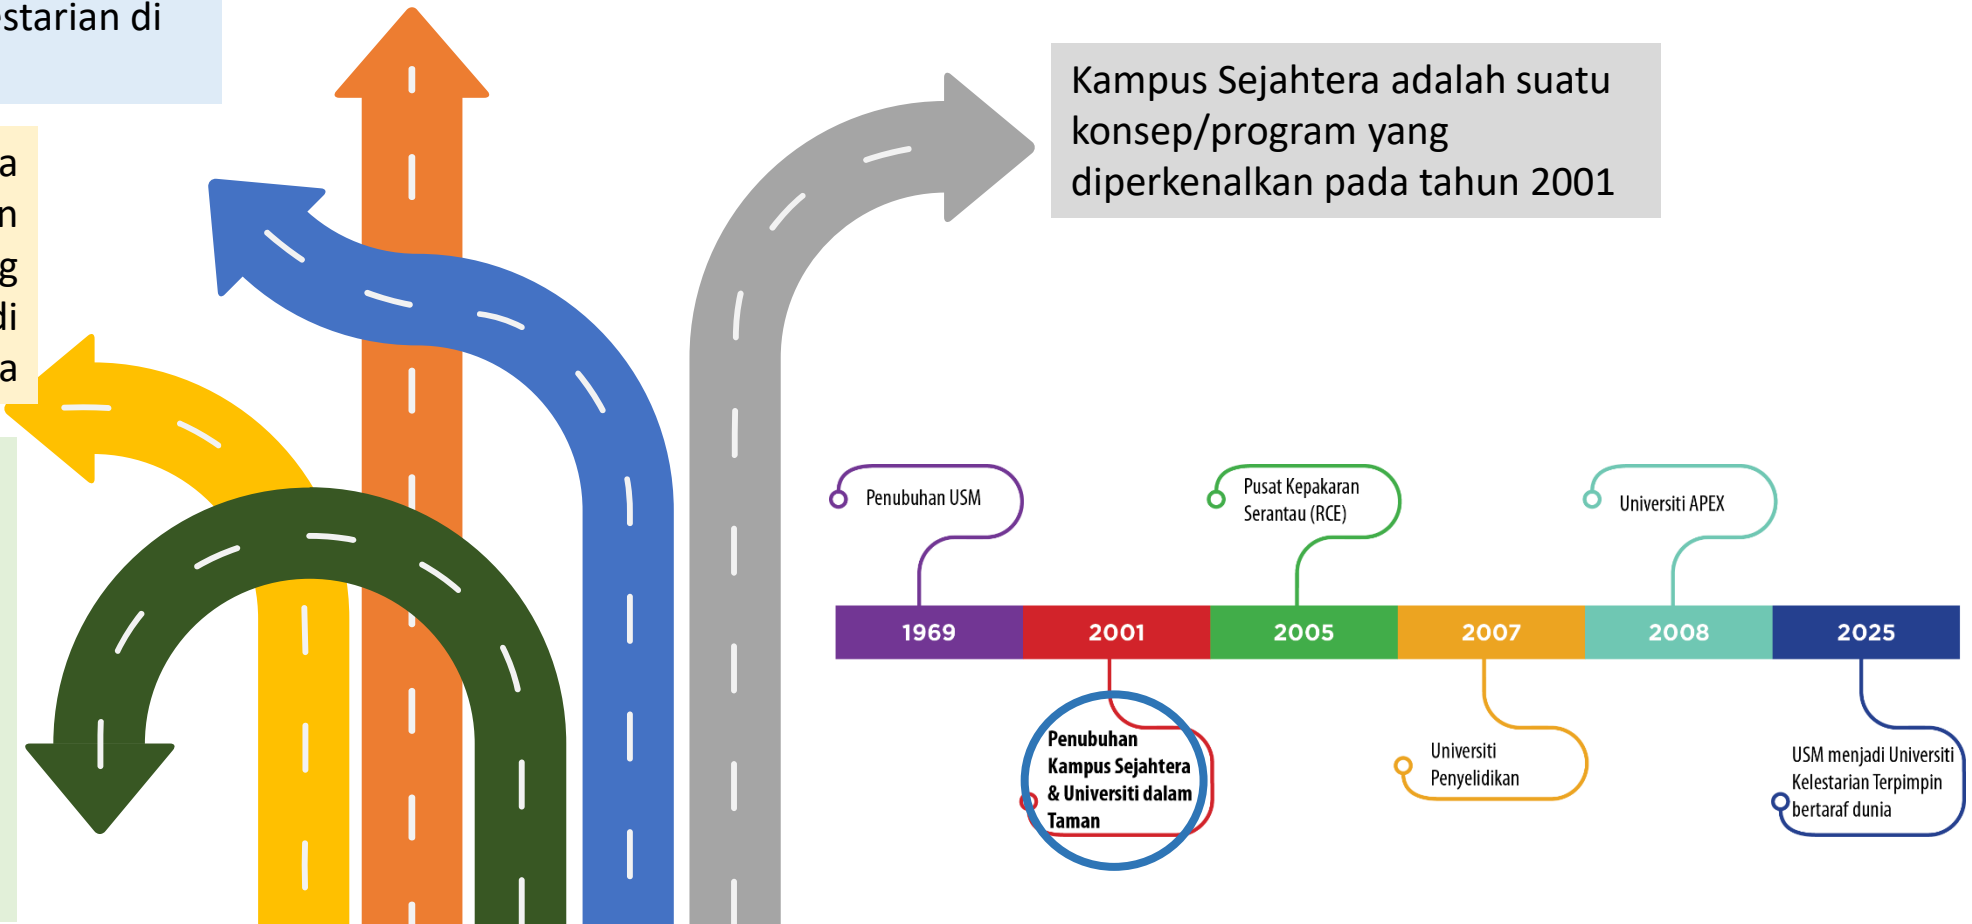 estarian di
a
n
g
di
a
Kampus Sejahtera adalah suatu
konsep/program yang
diperkenalkan pada tahun 2001
Penubuhan USM
Pusat Kepakaran
Serantau (RCE)
Universiti APEX
1969
2001
2005
2007
2008
2025
Penubuhan
Kampus Sejahtera
& Universiti dalam
Taman
Universiti
Penyelidikan
USM menjadi Universiti
Kelestarian Terpimpin
bertaraf dunia